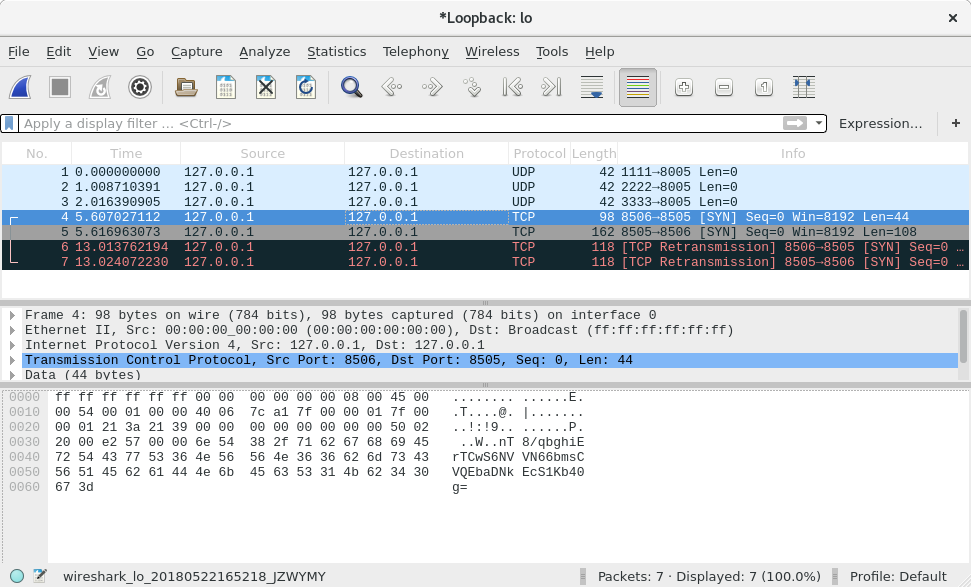 *Loopback: lo
File Edit View Go Capture Analyze Statistics Telephony Wireless Tools Help
Apply a display filter … <Ctrl-/> Expression… +
No. Time Source Destination Protocol Length Info
1 0.000000000 127.0.0.1 127.0.0.1 UDP 42 1111→8005 Len=0
2 1.008710391 127.0.0.1 127.0.0.1 UDP 42 2222→8005 Len=0
3 2.016390905 127.0.0.1 127.0.0.1 UDP 42 3333→8005 Len=0
4 5.607027112 127.0.0.1 127.0.0.1 TCP 98 8506→8505 [SYN] Seq=0 Win=8192 Len=44
5 5.616963073 127.0.0.1 127.0.0.1 TCP 162 8505→8506 [SYN] Seq=0 Win=8192 Len=108
6 13.013762194 127.0.0.1 127.0.0.1 TCP 118 [TCP Retransmission] 8506→8505 [SYN] Seq=0 …
7 13.024072230 127.0.0.1 127.0.0.1 TCP 118 [TCP Retransmission] 8505→8506 [SYN] Seq=0 …
Frame 4: 98 bytes on wire (784 bits), 98 bytes captured (784 bits) on interface 0
Ethernet II, Src: 00:00:00_00:00:00 (00:00:00:00:00:00), Dst: Broadcast (ff:ff:ff:ff:ff:ff)
Internet Protocol Version 4, Src: 127.0.0.1, Dst: 127.0.0.1
Transmission Control Protocol, Src Port: 8506, Dst Port: 8505, Seq: 0, Len: 44
Data (44 bytes)
0000 ff ff ff ff ff ff 00 00 00 00 00 00 08 00 45 00 ........ ......E.
0010 00 54 00 01 00 00 40 06 7c a1 7f 00 00 01 7f 00 .T....@. |.......
0020 00 01 21 3a 21 39 00 00 00 00 00 00 00 00 50 02 ..!:!9.. ......P.
0030 20 00 e2 57 00 00 6e 54 38 2f 71 62 67 68 69 45 ..W..nT 8/qbghiE
0040 72 54 43 77 53 36 4e 56 56 4e 36 36 62 6d 73 43 rTCwS6NV VN66bmsC
0050 56 51 45 62 61 44 4e 6b 45 63 53 31 4b 62 34 30 VQEbaDNk EcS1Kb40
0060 67 3d g=
wireshark_lo_20180522165218_JZWYMY Packets: 7 · Displayed: 7 (100.0%) Profile: Default